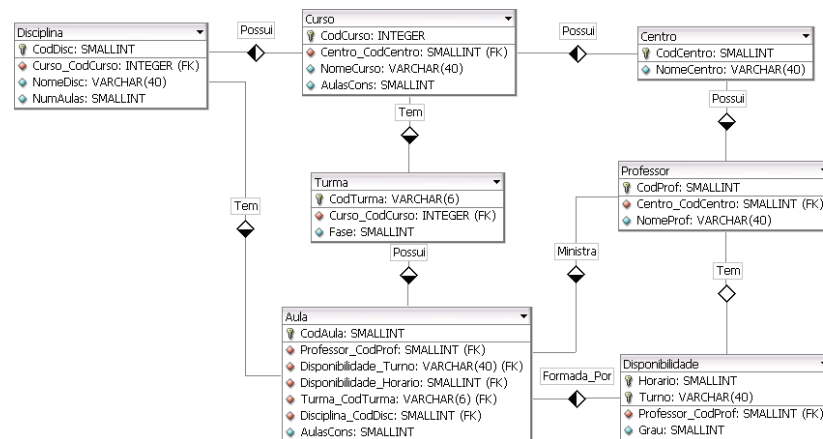 Disciplina
CodDisc: SMALLINT
Curso_CodCurso: INTEGER (FK)
NomeDisc: VARCHAR(40)
NumAulas: SMALLINT
Possui
Curso
CodCurso: INTEGER
Centro_CodCentro: SMALLINT (FK)
NomeCurso: VARCHAR(40)
AulasCons: SMALLINT
Possui
Centro
CodCentro: SMALLINT
NomeCentro: VARCHAR(40)
Tem
Possui
Turma
CodTurma: VARCHAR(6)
Curso_CodCurso: INTEGER (FK)
Fase: SMALLINT
Professor
CodProf: SMALLINT
Centro_CodCentro: SMALLINT (FK)
NomeProf: VARCHAR(40)
Tem
Possui
Ministra
Tem
Aula
CodAula: SMALLINT
Professor_CodProf: SMALLINT (FK)
Disponibilidade_Turno: VARCHAR(40) (FK)
Disponibilidade_Horario: SMALLINT (FK)
Turma_CodTurma: VARCHAR(6) (FK)
Disciplina_CodDisc: SMALLINT (FK)
AulasCons: SMALLINT
Formada_Por
Disponibilidade
Horario: SMALLINT
Turno: VARCHAR(40)
Professor_CodProf: SMALLINT (FK)
Grau: SMALLINT